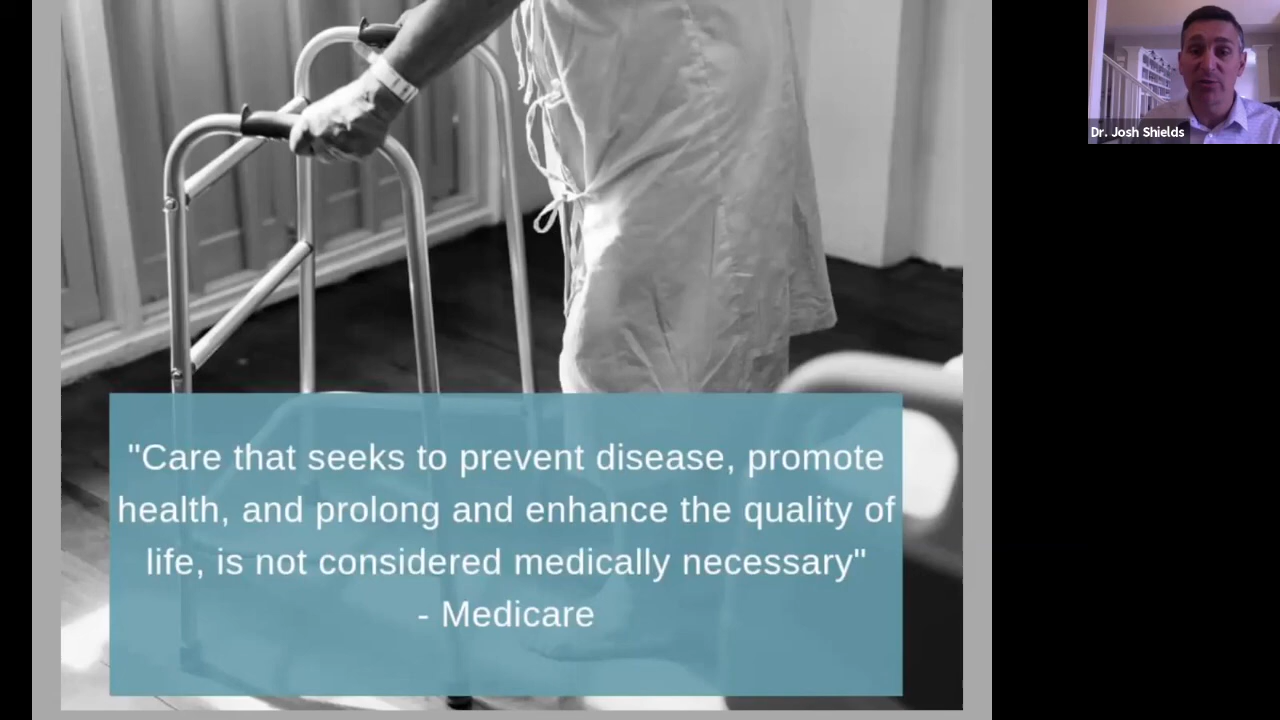 Dr. Josh Shields
"Care that seeks to prevent disease, promote
health, and prolong and enhance the quality of
life, is not considered medically necessary"
- Medicare